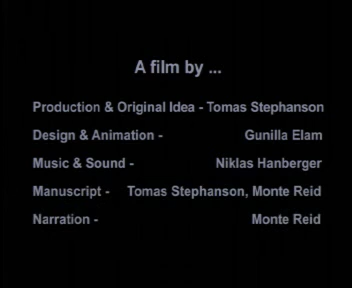 A film by ...
Production & Original Idea - Tomas Stephanson
Design & Animation - Gunilla Elam
Music & Sound - Niklas Hanberger
Manuscript - Tomas Stephanson, Monte Reid
Narration - Monte Reid